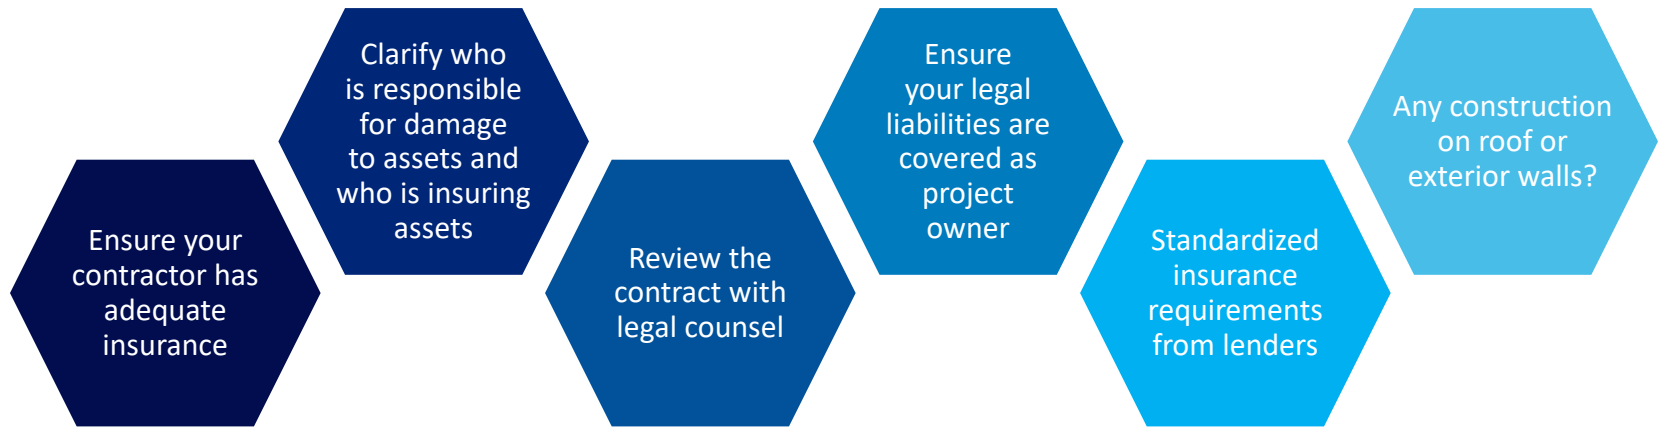 Ensure your
contractor has
adequate
insurance
Clarify who
is responsible
for damage
to assets and
who is insuring
assets
Review the
contract with
legal counsel
Ensure
your legal
liabilities are
covered as
project
owner
Standardized
insurance
requirements
from lenders
Any construction
on roof or
exterior walls?